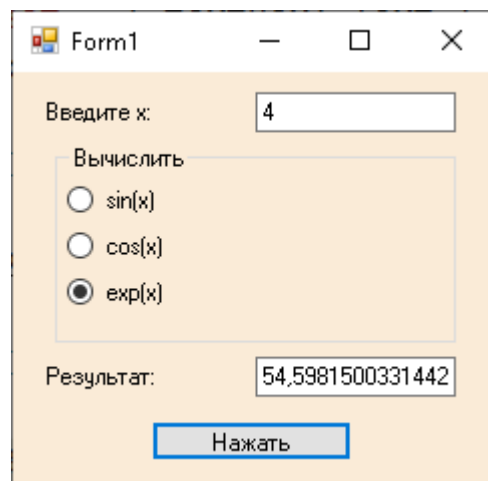 Form1
Введите x: 4
Вычислить
sin(x)
cos(x)
exp(x)
Результат: 54,5981500331442
Нажать